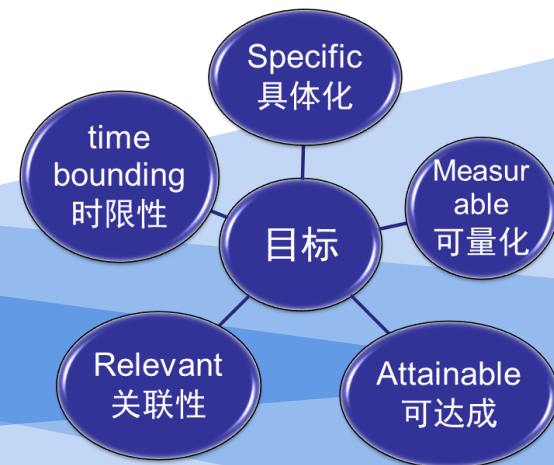 Specific
具体化
time
bounding
时限性
Measur
able
可量化
目标
Relevant
关联性
Attainable
可达成